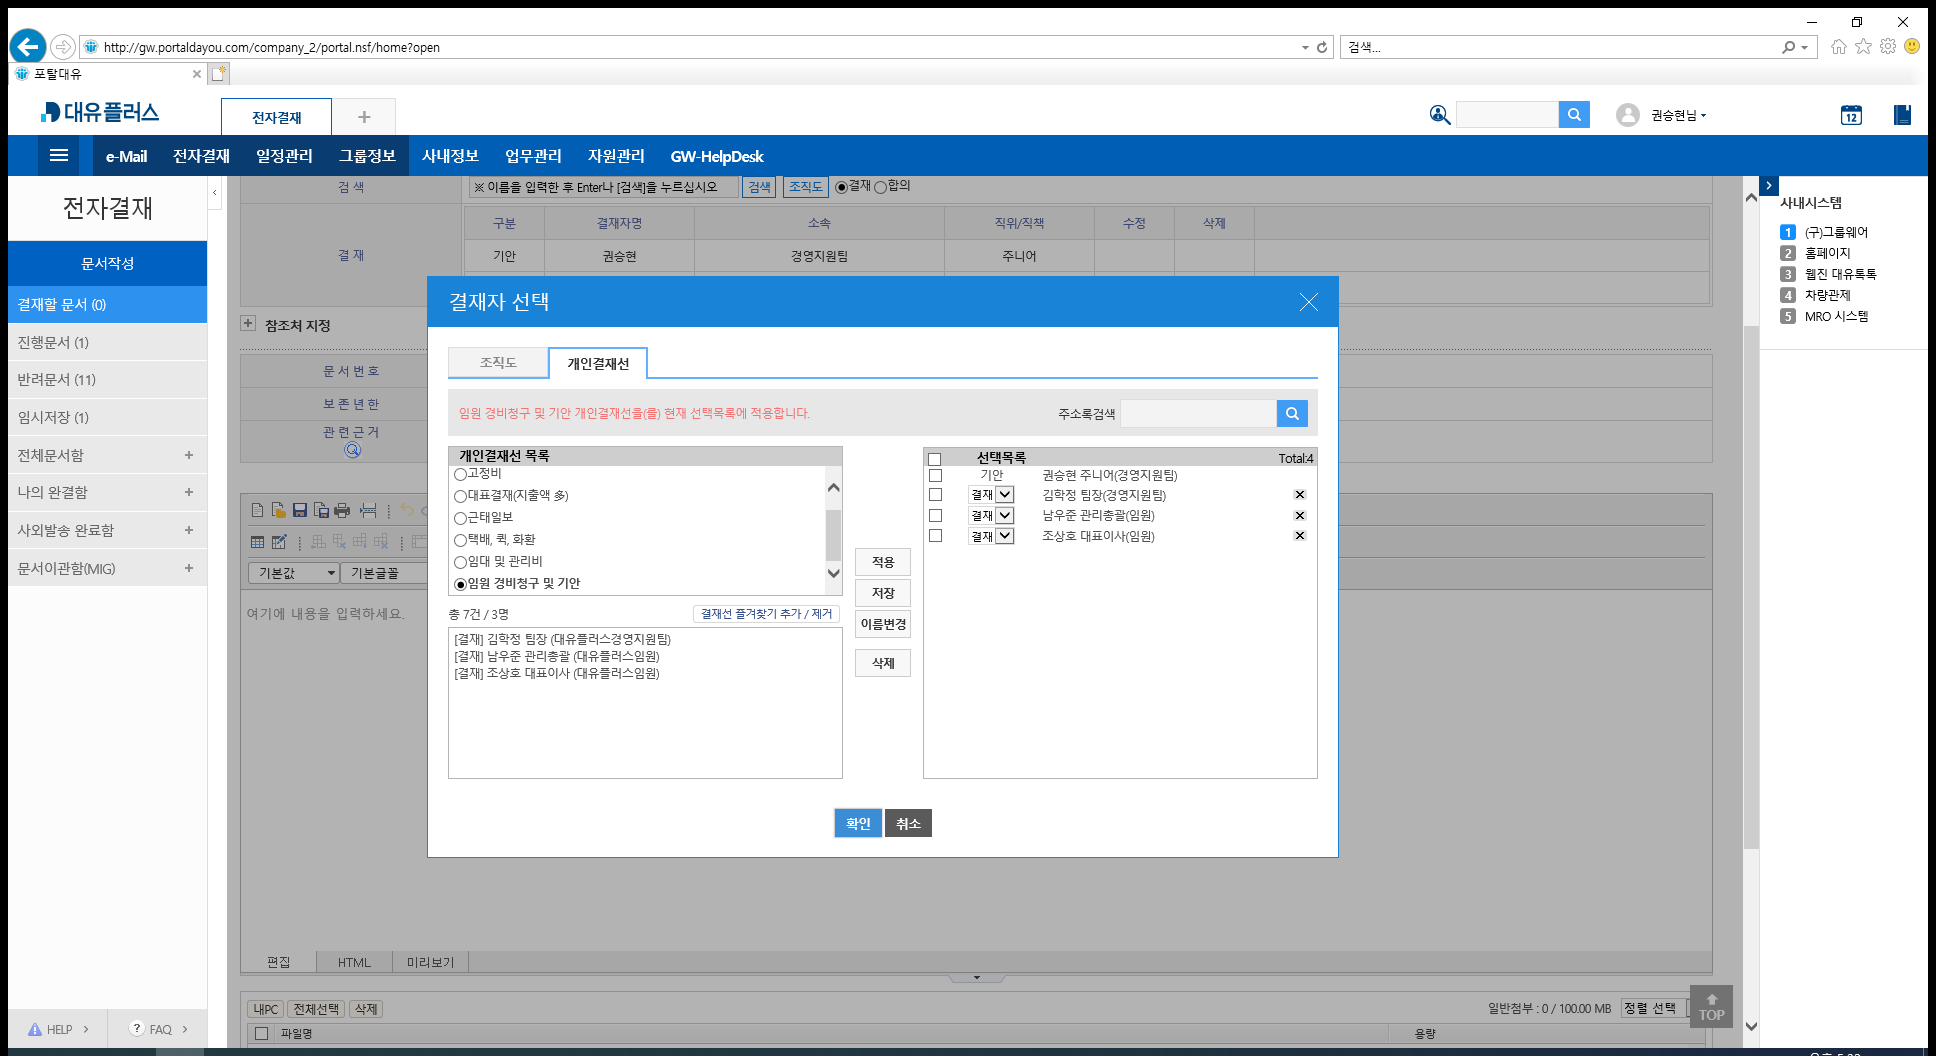 http://gw.portaldayou.com/company_2/portal.nsf/home?open
검색...
포탈대유
대유플러스
전자결재
+
권승현님
12
e-Mail 전자결재 일정관리 그룹정보 사내정보 업무관리 자원관리 GW-HelpDesk
전자결재
문서작성
결재할 문서 (0)
진행문서 (1)
반려문서 (11)
임시저장 (1)
전체문서함 +
나의 완결함 +
사외발송 완료함 +
문서이관함(MIG) +
HELP
? FAQ
검 색
※ 이름을 입력한 후 Enter나 [검색]을 누르십시오 검색 조직도 결재 합의
결 재
구분 결재자명 소속 직위/직책 수정 삭제
기안 권승현 경영지원팀 주니어
+ 참조처 지정
문 서 번 호
보 존 년 한
관 련 근 거
기본값 기본글꼴
여기에 내용을 입력하세요.
결재자 선택
조직도 개인결재선
임원 경비청구 및 기안 개인결재선을(를) 현재 선택목록에 적용합니다.
주소록검색
개인결재선 목록
고정비
대표결재(지출액 多)
근태일보
택배, 퀵, 화환
임대 및 관리비
임원 경비청구 및 기안
총 7건 / 3명
결재선 즐겨찾기 추가 / 제거
[결재] 김학정 팀장 (대유플러스경영지원팀)
[결재] 남우준 관리총괄 (대유플러스임원)
[결재] 조상호 대표이사 (대유플러스임원)
적용
저장
이름변경
삭제
선택목록 Total:4
기안 권승현 주니어(경영지원팀)
결재 김학정 팀장(경영지원팀)
결재 남우준 관리총괄(임원)
결재 조상호 대표이사(임원)
확인 취소
편집 HTML 미리보기
내PC 전체선택 삭제
일반첨부 : 0 / 100.00 MB 정렬 선택
파일명 용량
TOP
사내시스템
1 (구)그룹웨어
2 홈페이지
3 웹진 대유톡톡
4 차량관제
5 MRO 시스템